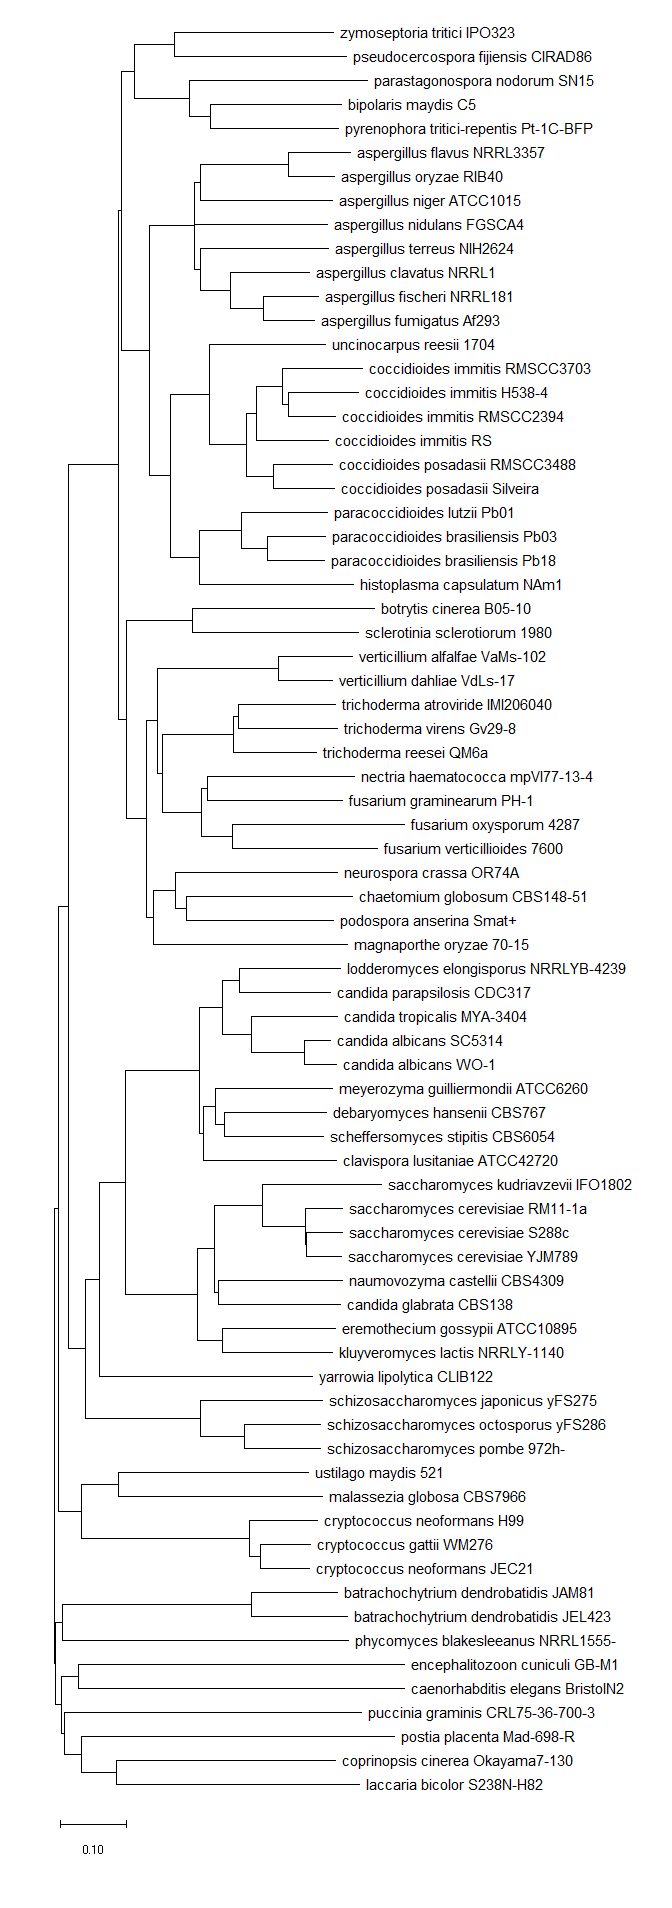 zymoseptoria tritici IPO323
pseudocercospora fijiensis CIRAD86
parastagonospora nodorum SN15
bipolaris maydis C5
pyrenophora tritici-repentis Pt-1C-BFP
aspergillus flavus NRRL3357
aspergillus oryzae RIB40
aspergillus niger ATCC1015
aspergillus nidulans FGSCA4
aspergillus terreus NIH2624
aspergillus clavatus NRRL1
aspergillus fischeri NRRL181
aspergillus fumigatus Af293
uncinocarpus reesii 1704
coccidioides immitis RMSCC3703
coccidioides immitis H538-4
coccidioides immitis RMSCC2394
coccidioides immitis RS
coccidioides posadasii RMSCC3488
coccidioides posadasii Silveira
paracoccidioides lutzii Pb01
paracoccidioides brasiliensis Pb03
paracoccidioides brasiliensis Pb18
histoplasma capsulatum NAm1
botrytis cinerea B05-10
sclerotinia sclerotiorum 1980
verticillium alfalfae VaMs-102
verticillium dahliae VdLs-17
trichoderma atroviride IMI206040
trichoderma virens Gv29-8
trichoderma reesei QM6a
nectria haematococca mpVI77-13-4
fusarium graminearum PH-1
fusarium oxysporum 4287
fusarium verticillioides 7600
neurospora crassa OR74A
chaetomium globosum CBS148-51
podospora anserina Smat+
magnaporthe oryzae 70-15
lodderomyces elongisporus NRRLYB-4239
candida parapsilosis CDC317
candida tropicalis MYA-3404
candida albicans SC5314
candida albicans WO-1
meyerozyma guilliermondii ATCC6260
debaryomyces hansenii CBS767
scheffersomyces stipitis CBS6054
clavispora lusitaniae ATCC42720
saccharomyces kudriavzevii IFO1802
saccharomyces cerevisiae RM11-1a
saccharomyces cerevisiae S288c
saccharomyces cerevisiae YJM789
naumovozyma castellii CBS4309
candida glabrata CBS138
eremothecium gossypii ATCC10895
kluyveromyces lactis NRRLY-1140
yarrowia lipolytica CLIB122
schizosaccharomyces japonicus yFS275
schizosaccharomyces octosporus yFS286
schizosaccharomyces pombe 972h-
ustilago maydis 521
malassezia globosa CBS7966
cryptococcus neoformans H99
cryptococcus gattii WM276
cryptococcus neoformans JEC21
batrachochytrium dendrobatidis JAM81
batrachochytrium dendrobatidis JEL423
phycomyces blakesleeanus NRRL1555-
encephalitozoon cuniculi GB-M1
caenorhabditis elegans BristolN2
puccinia graminis CRL75-36-700-3
postia placenta Mad-698-R
coprinopsis cinerea Okayama7-130
laccaria bicolor S238N-H82
0.10